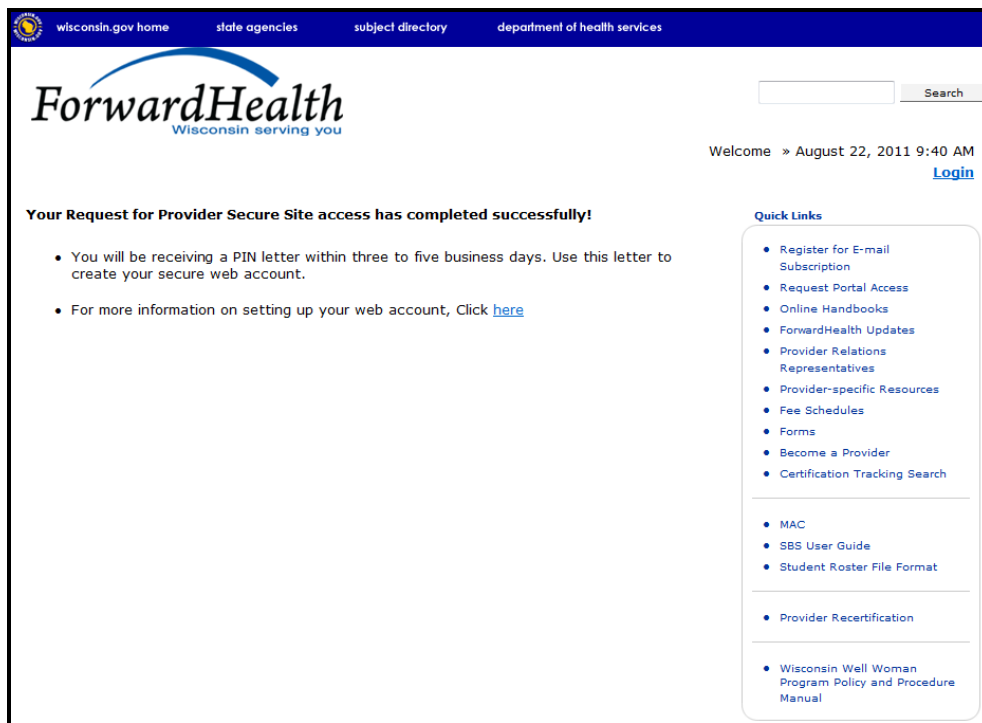 wisconsin.gov home state agencies subject directory department of health services
ForwardHealth
Wisconsin serving you
Search
Welcome » August 22, 2011 9:40 AM
Login
Your Request for Provider Secure Site access has completed successfully!
• You will be receiving a PIN letter within three to five business days. Use this letter to
create your secure web account.
• For more information on setting up your web account, Click here
Quick Links
• Register for E-mail
Subscription
• Request Portal Access
• Online Handbooks
• ForwardHealth Updates
• Provider Relations
Representatives
• Provider-specific Resources
• Fee Schedules
• Forms
• Become a Provider
• Certification Tracking Search
• MAC
• SBS User Guide
• Student Roster File Format
• Provider Recertification
• Wisconsin Well Woman
Program Policy and Procedure
Manual